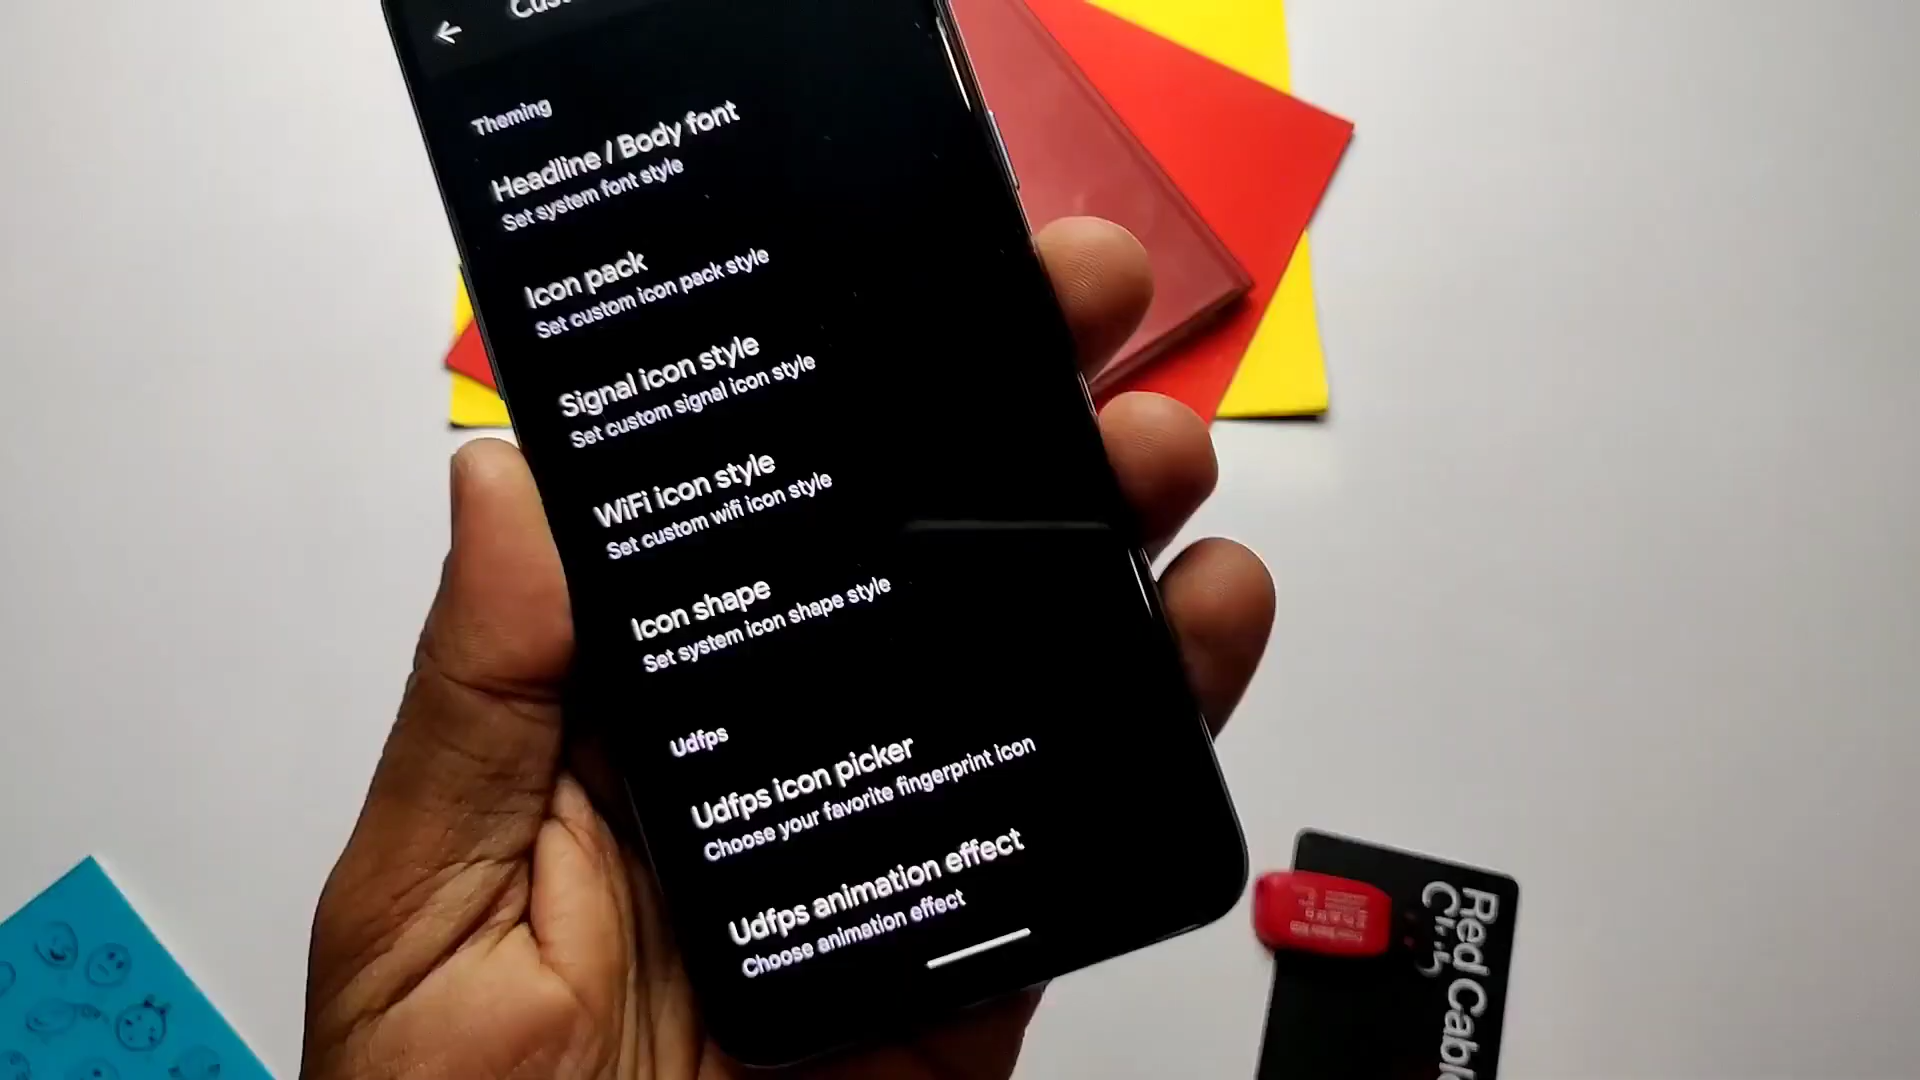 Theming
Headline / Body font
Set system font style
Icon pack
Set custom icon pack style
Signal icon style
Set custom signal icon style
WiFi icon style
Set custom wifi icon style
Icon shape
Set system icon shape style
Udfps
Udfps icon picker
Choose your favorite fingerprint icon
Udfps animation effect
Choose animation effect
Red Cable